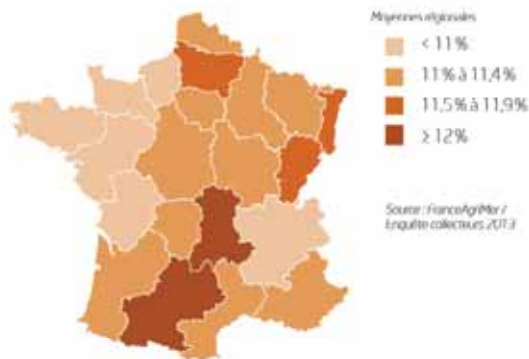 Moyennes régionales
< 11%
11% à 11,4%
11,5% à 11,9%
≥ 12%
Source : FranceAgriMer /
Enquête collecteurs 2013